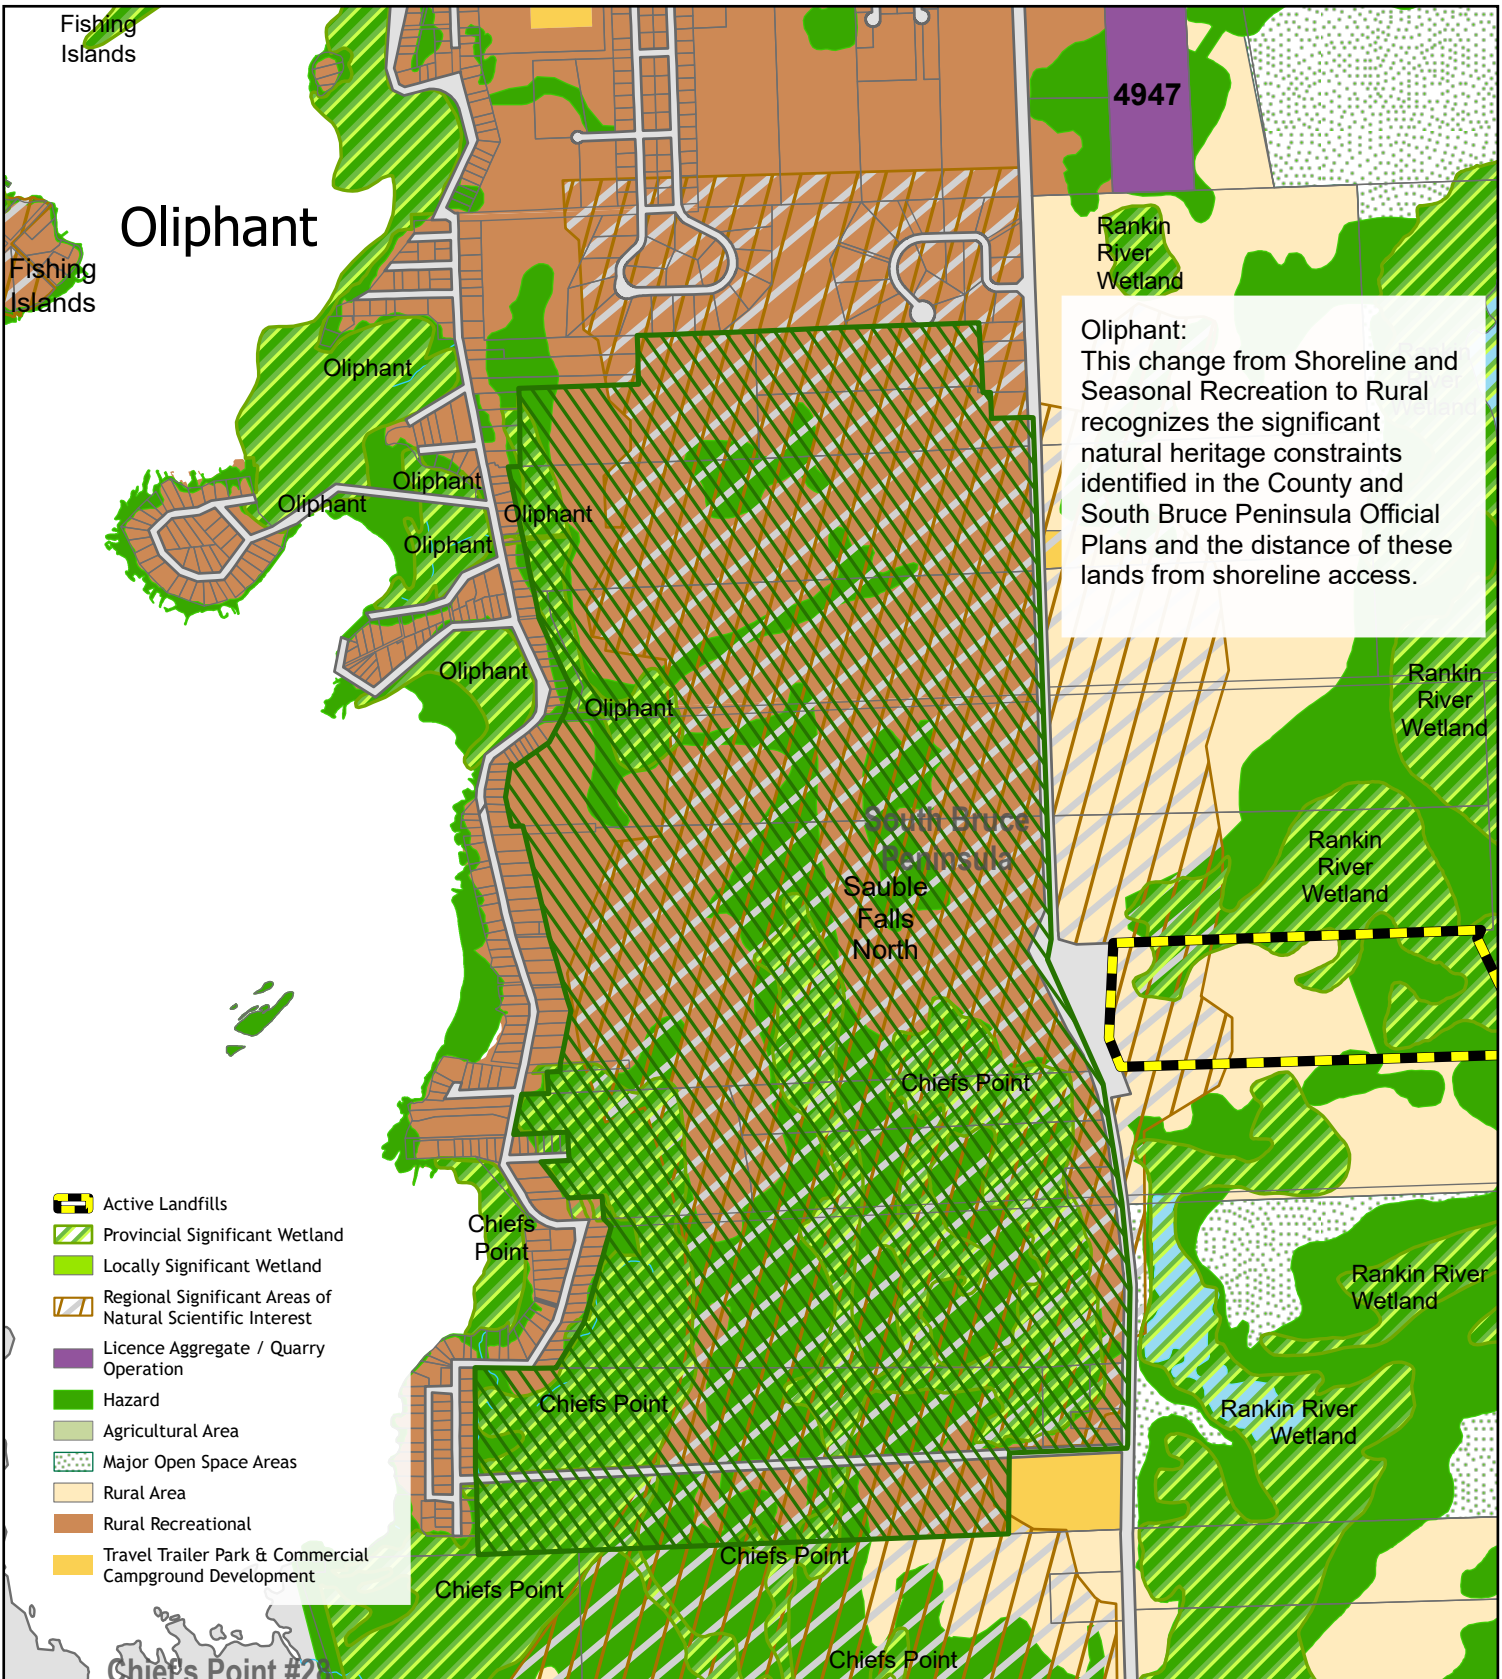 Fishing
Islands
4947
Oliphant
Fishing
Islands
Rankin
River
Wetland
Oliphant:
This change from Shoreline and
Seasonal Recreation to Rural
recognizes the significant
natural heritage constraints
identified in the County and
South Bruce Peninsula Official
Plans and the distance of these
lands from shoreline access.
Rankin
River
Wetland
Oliphant
Oliphant
Oliphant
Oliphant
Oliphant
Oliphant
Oliphant
Rankin
River
Wetland
South Bruce
Peninsula
Sauble
Falls
North
Rankin
River
Wetland
Chiefs Point
Chiefs
Point
Rankin River
Wetland
Chiefs Point
Rankin River
Wetland
Active Landfills
Provincial Significant Wetland
Locally Significant Wetland
Regional Significant Areas of
Natural Scientific Interest
Licence Aggregate / Quarry
Operation
Hazard
Agricultural Area
Major Open Space Areas
Rural Area
Rural Recreational
Travel Trailer Park & Commercial
Campground Development
Chiefs Point
Chiefs Point
Chiefs Point
Chief's Point #28